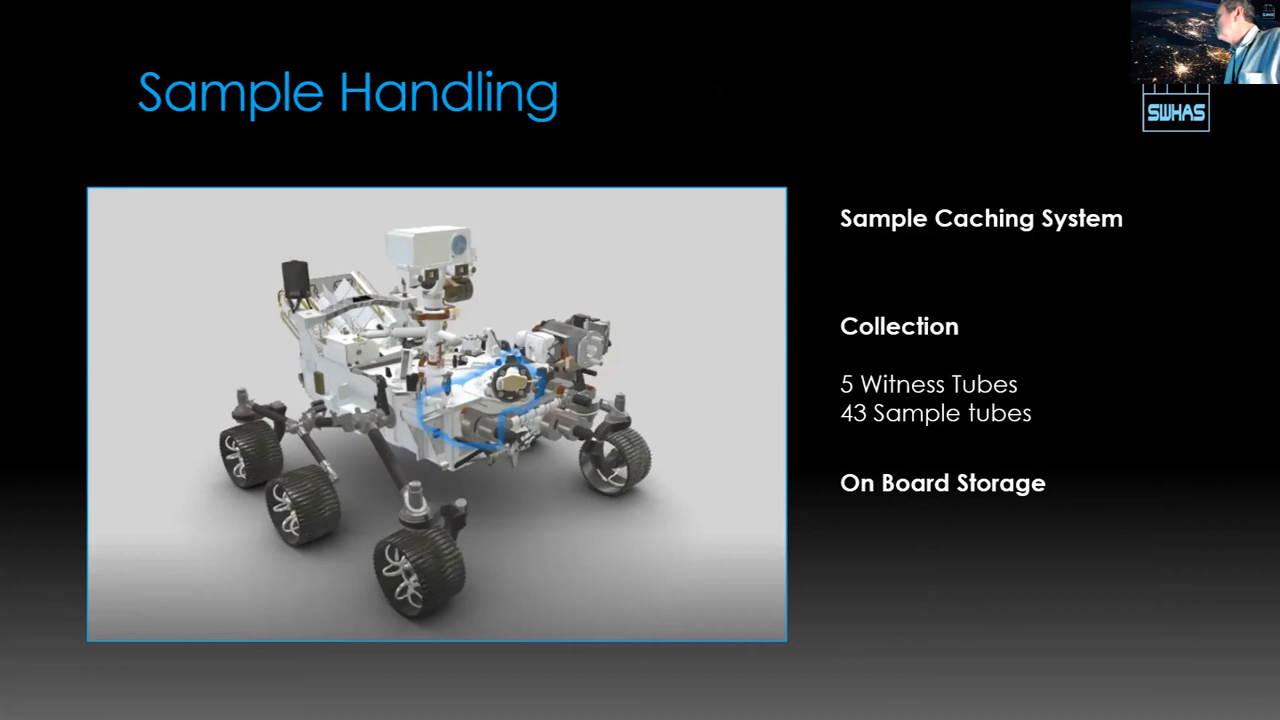 Sample Handling
SWHAS
Sample Caching System
Collection
5 Witness Tubes
43 Sample tubes
On Board Storage